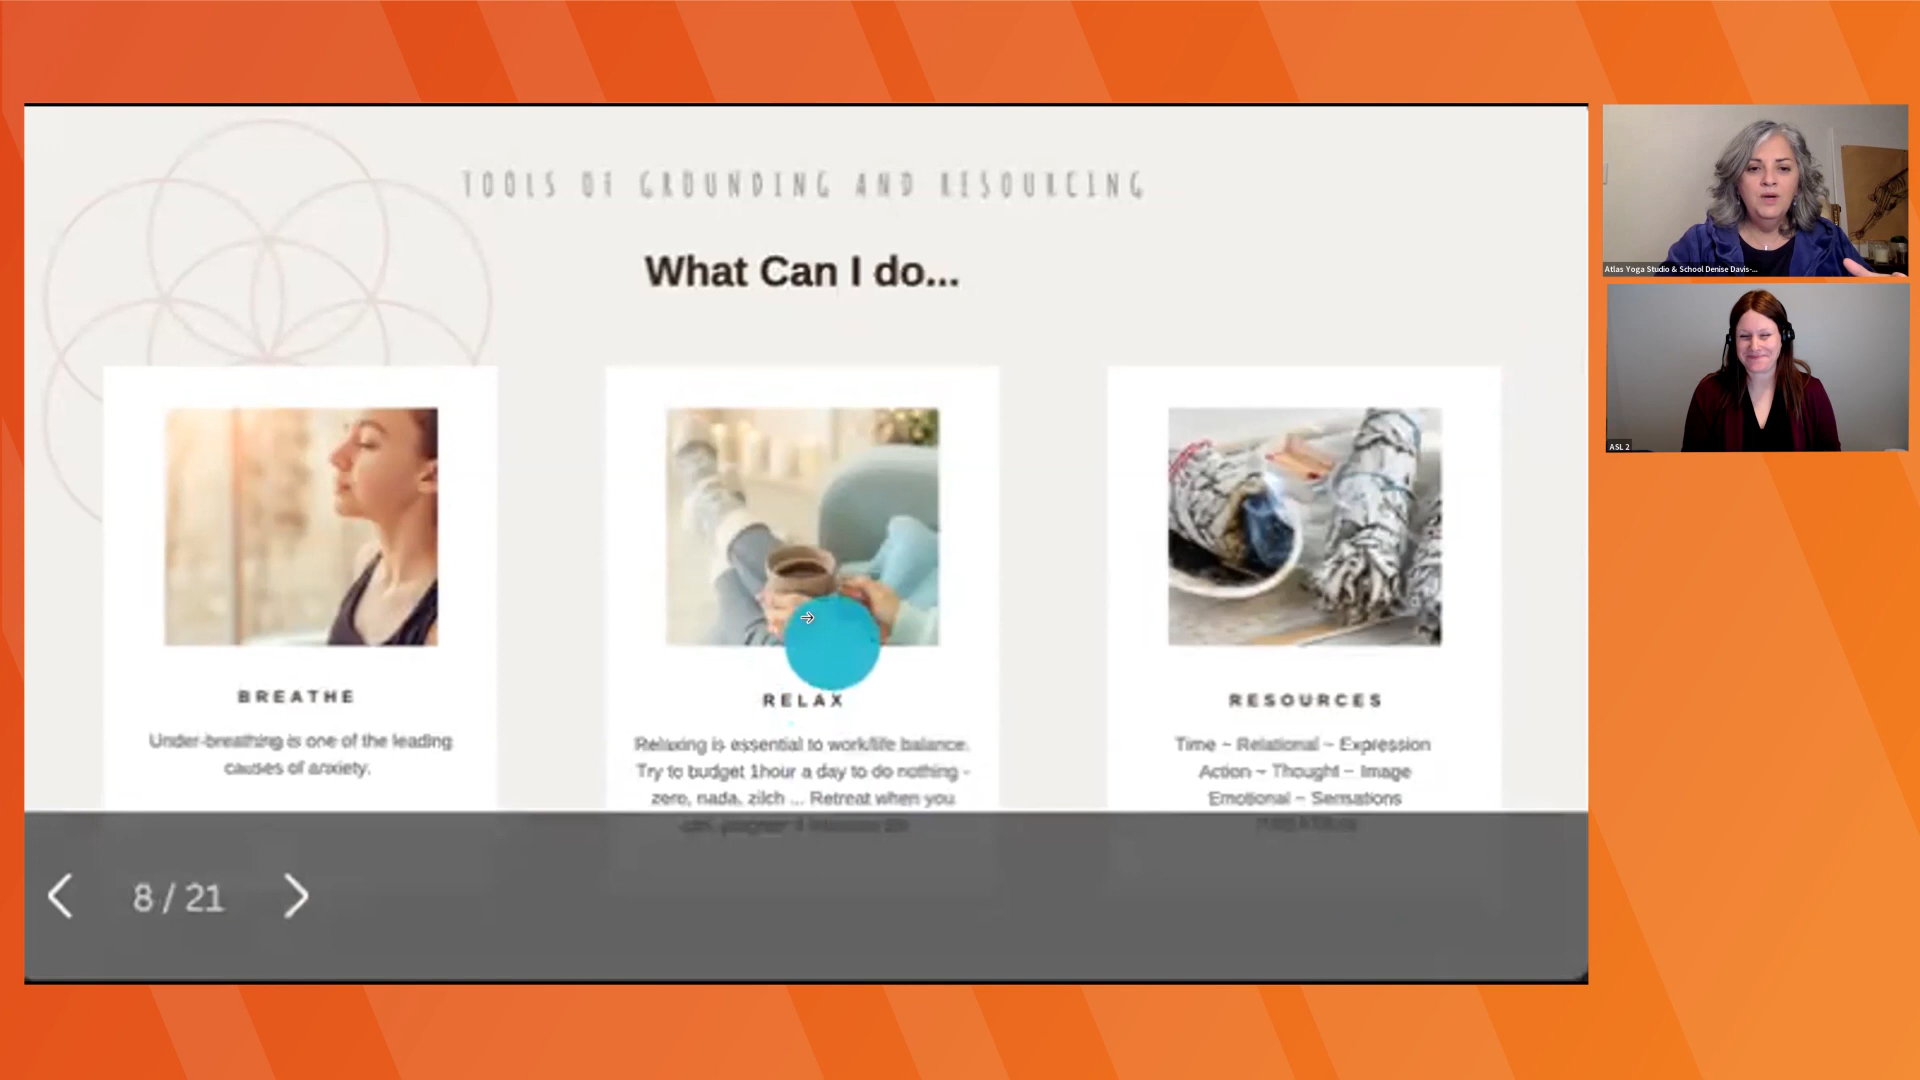 TOOLS OF GROUNDING AND RESOURCING
What Can I do...
BREATHE
Under-breathing is one of the leading
causes of anxiety.
RELAX
Relaxing is essential to work/life balance.
Try to budget 1hour a day to do nothing -
zero, nada, zilch ... Retreat when you
RESOURCES
Time ~ Relational ~ Expression
Action ~ Thought ~ Image
Emotional ~ Sensations
8 / 21
Atlas Yoga Studio & School Denise Davis-...
ASL 2